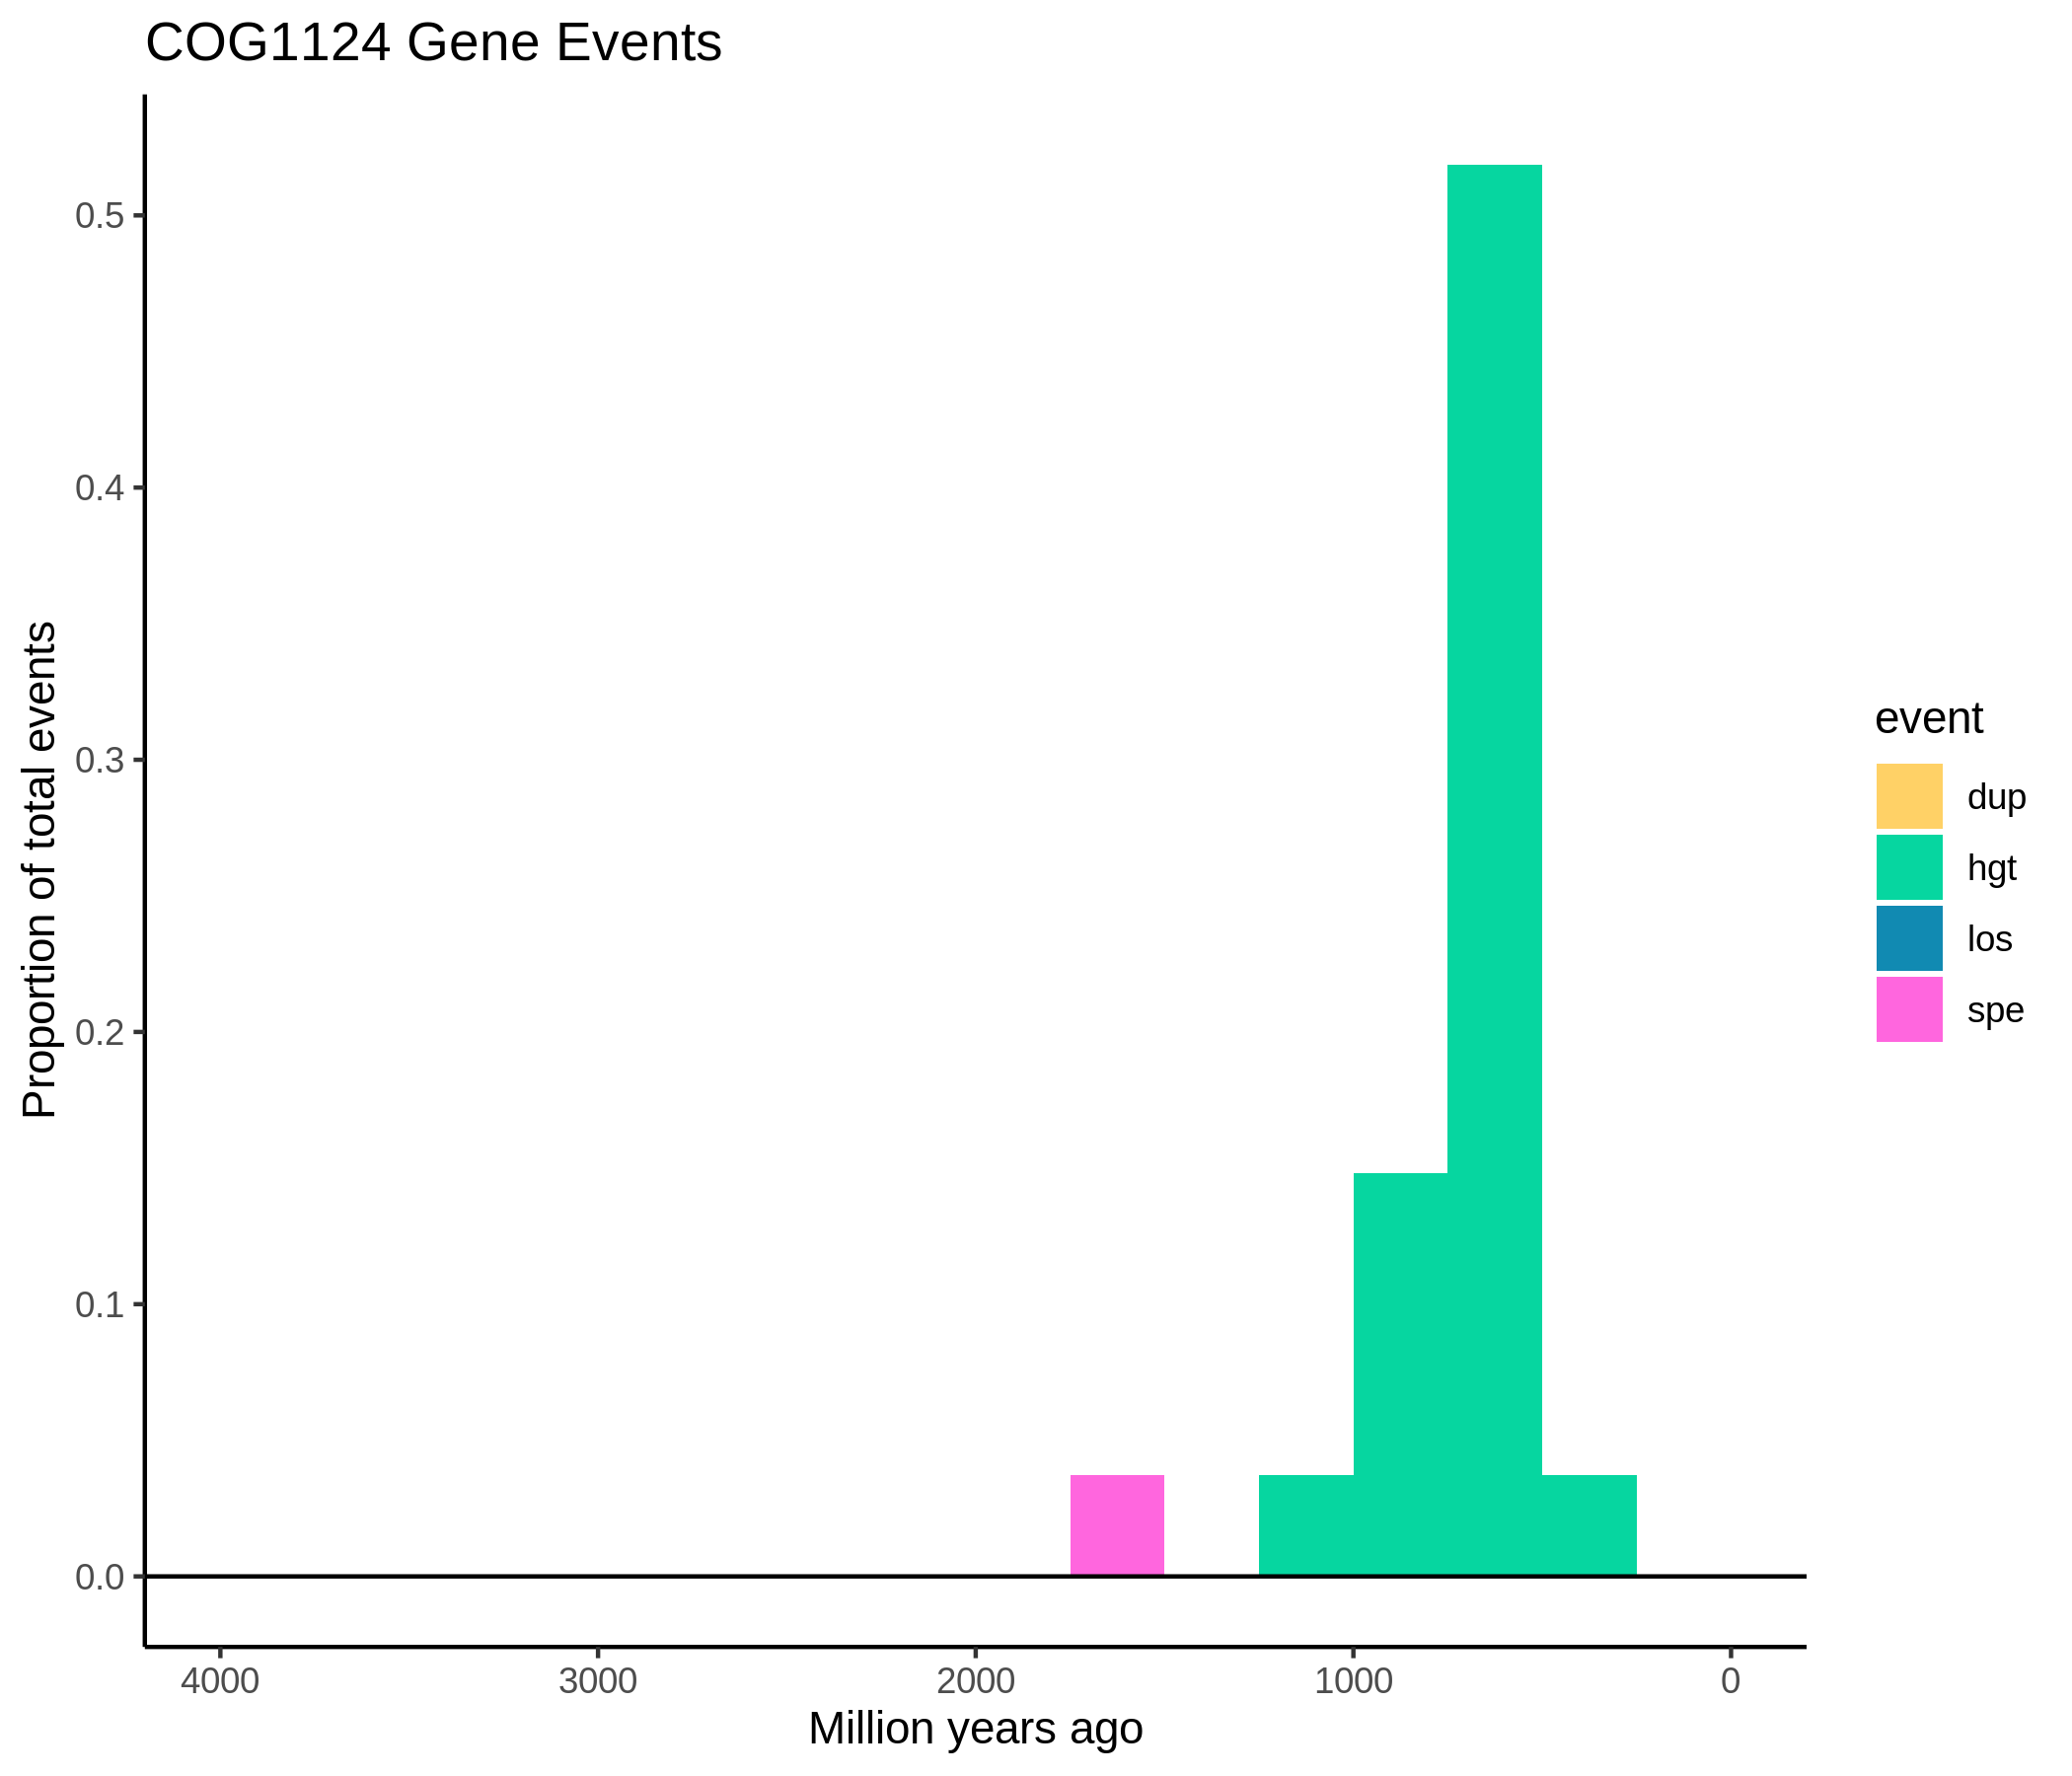 COG1124 Gene Events
Proportion of total events
0.5
0.4
0.3
0.2
0.1
0.0
4000 3000 2000 1000 0
Million years ago
event
dup
hgt
los
spe